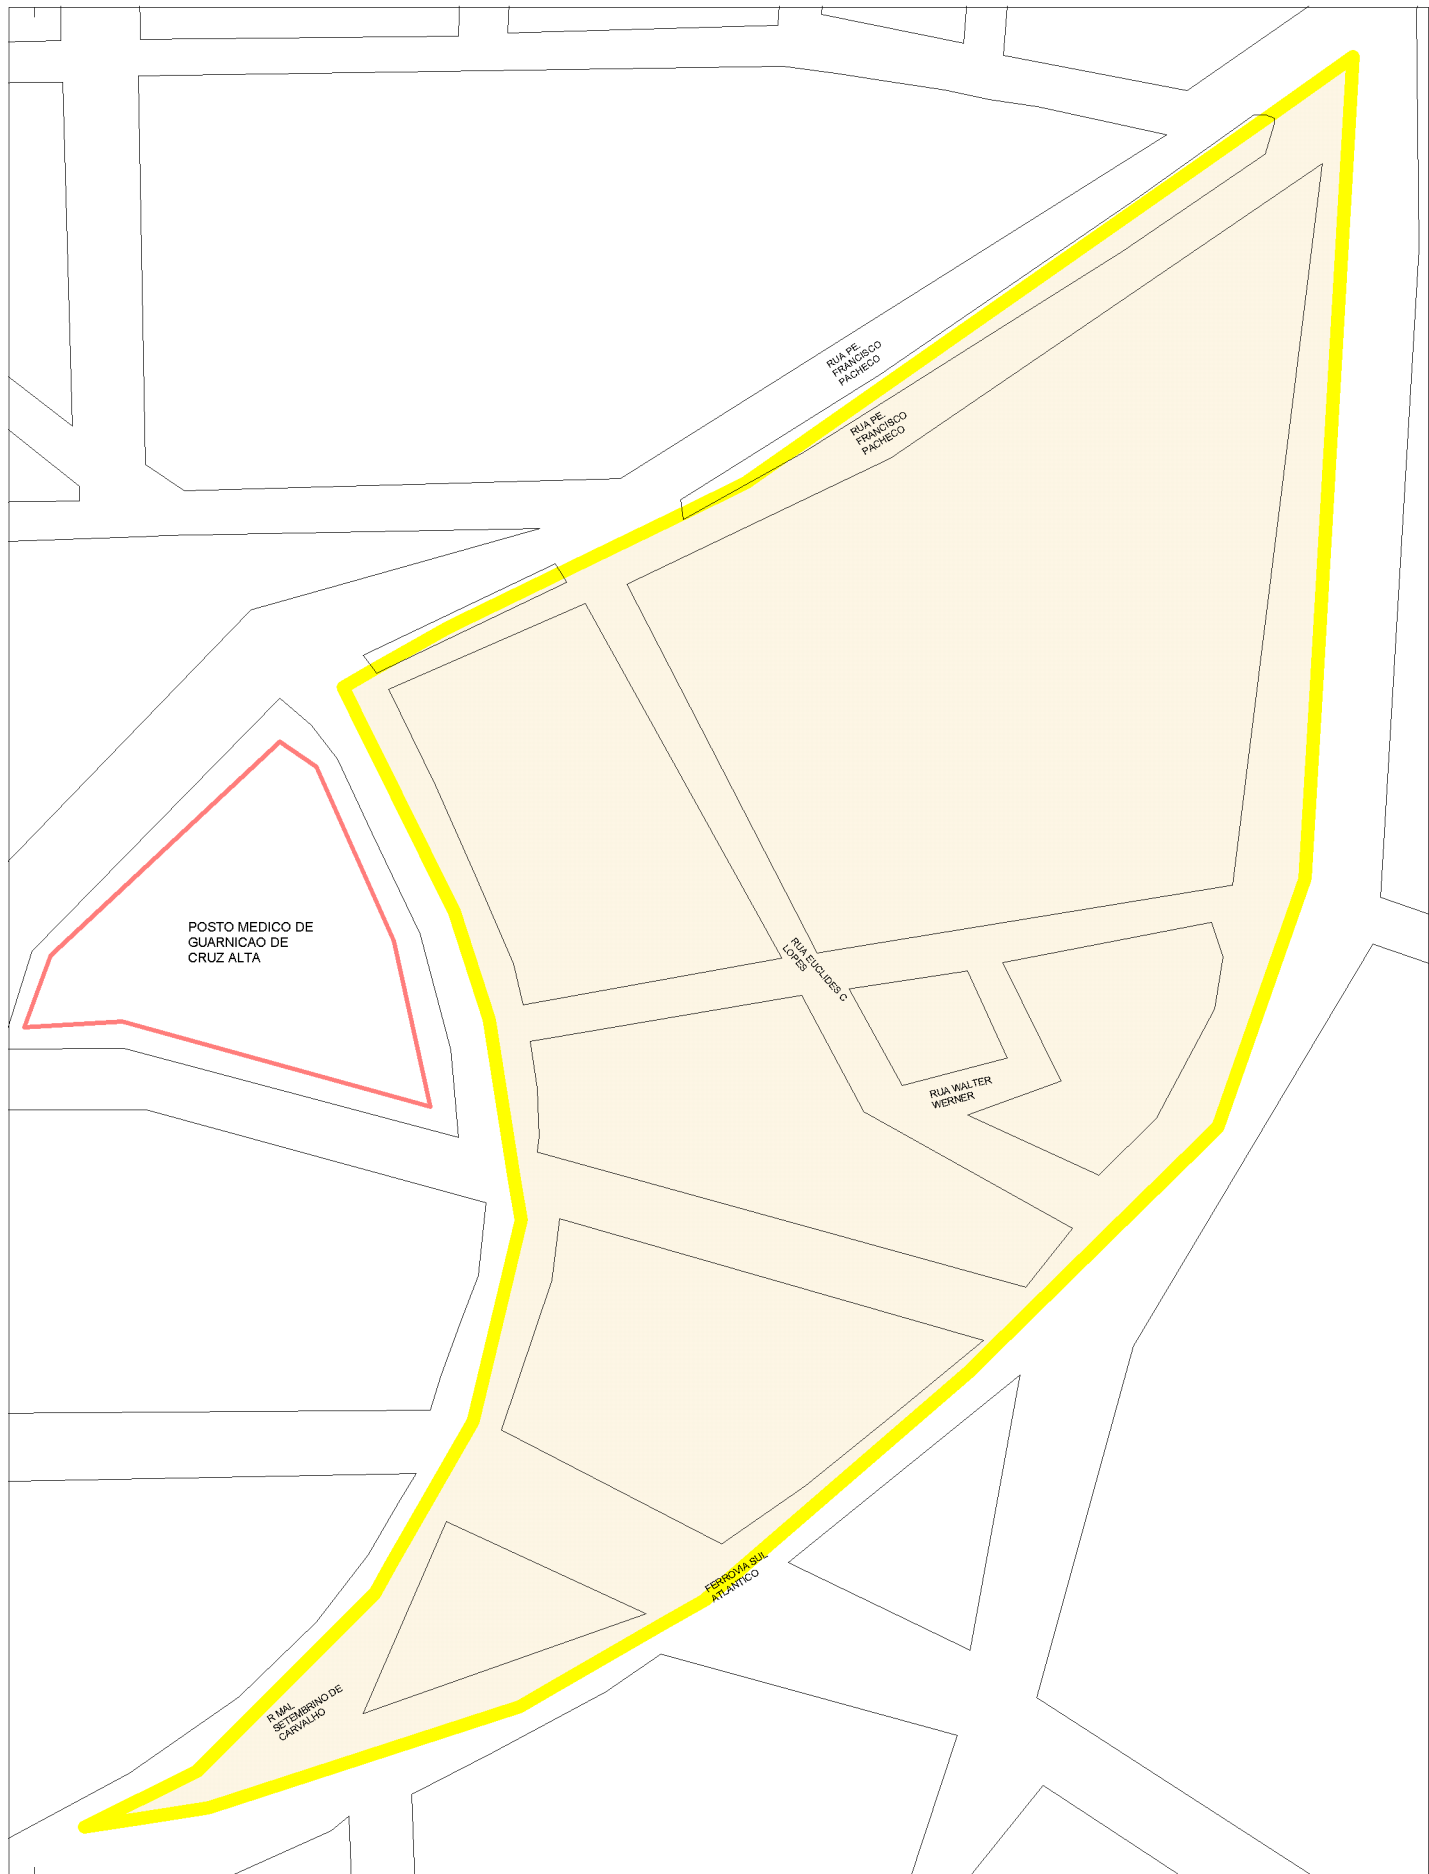 RUA PE.
FRANCISCO
PACHECO
RUA PE.
FRANCISCO
PACHECO
POSTO MEDICO DE
GUARNICAO DE
CRUZ ALTA
RUA EUCLIDES C
LOPES
RUA WALTER
WERNER
FERROVIA SUL
ATLANTICO
R MAL
SETEMBRINO DE
CARVALHO